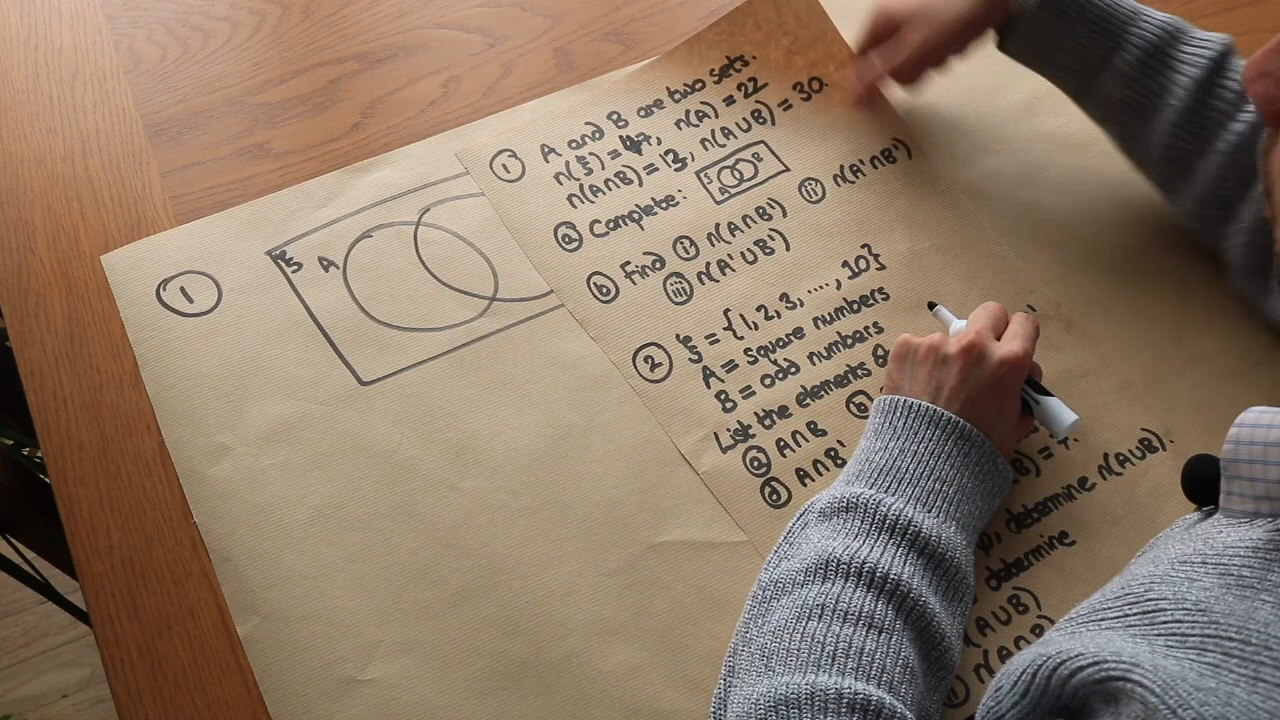 1
ξ A
1 A and B are two sets.
n(ξ) = 47, n(A) = 22
n(A∩B) = 13, n(A∪B) = 30.
a Complete: ξ A B
b Find i n(A∩B') ii n(A'∩B')
iii n(A'∪B')
2 ξ = {1, 2, 3, ...., 10}
A = square numbers
B = odd numbers
List the elements
a A∩B b
d A∩B'
B) = 7.
determine n(A∪B).
determine
(A∪B)
n(A∩B